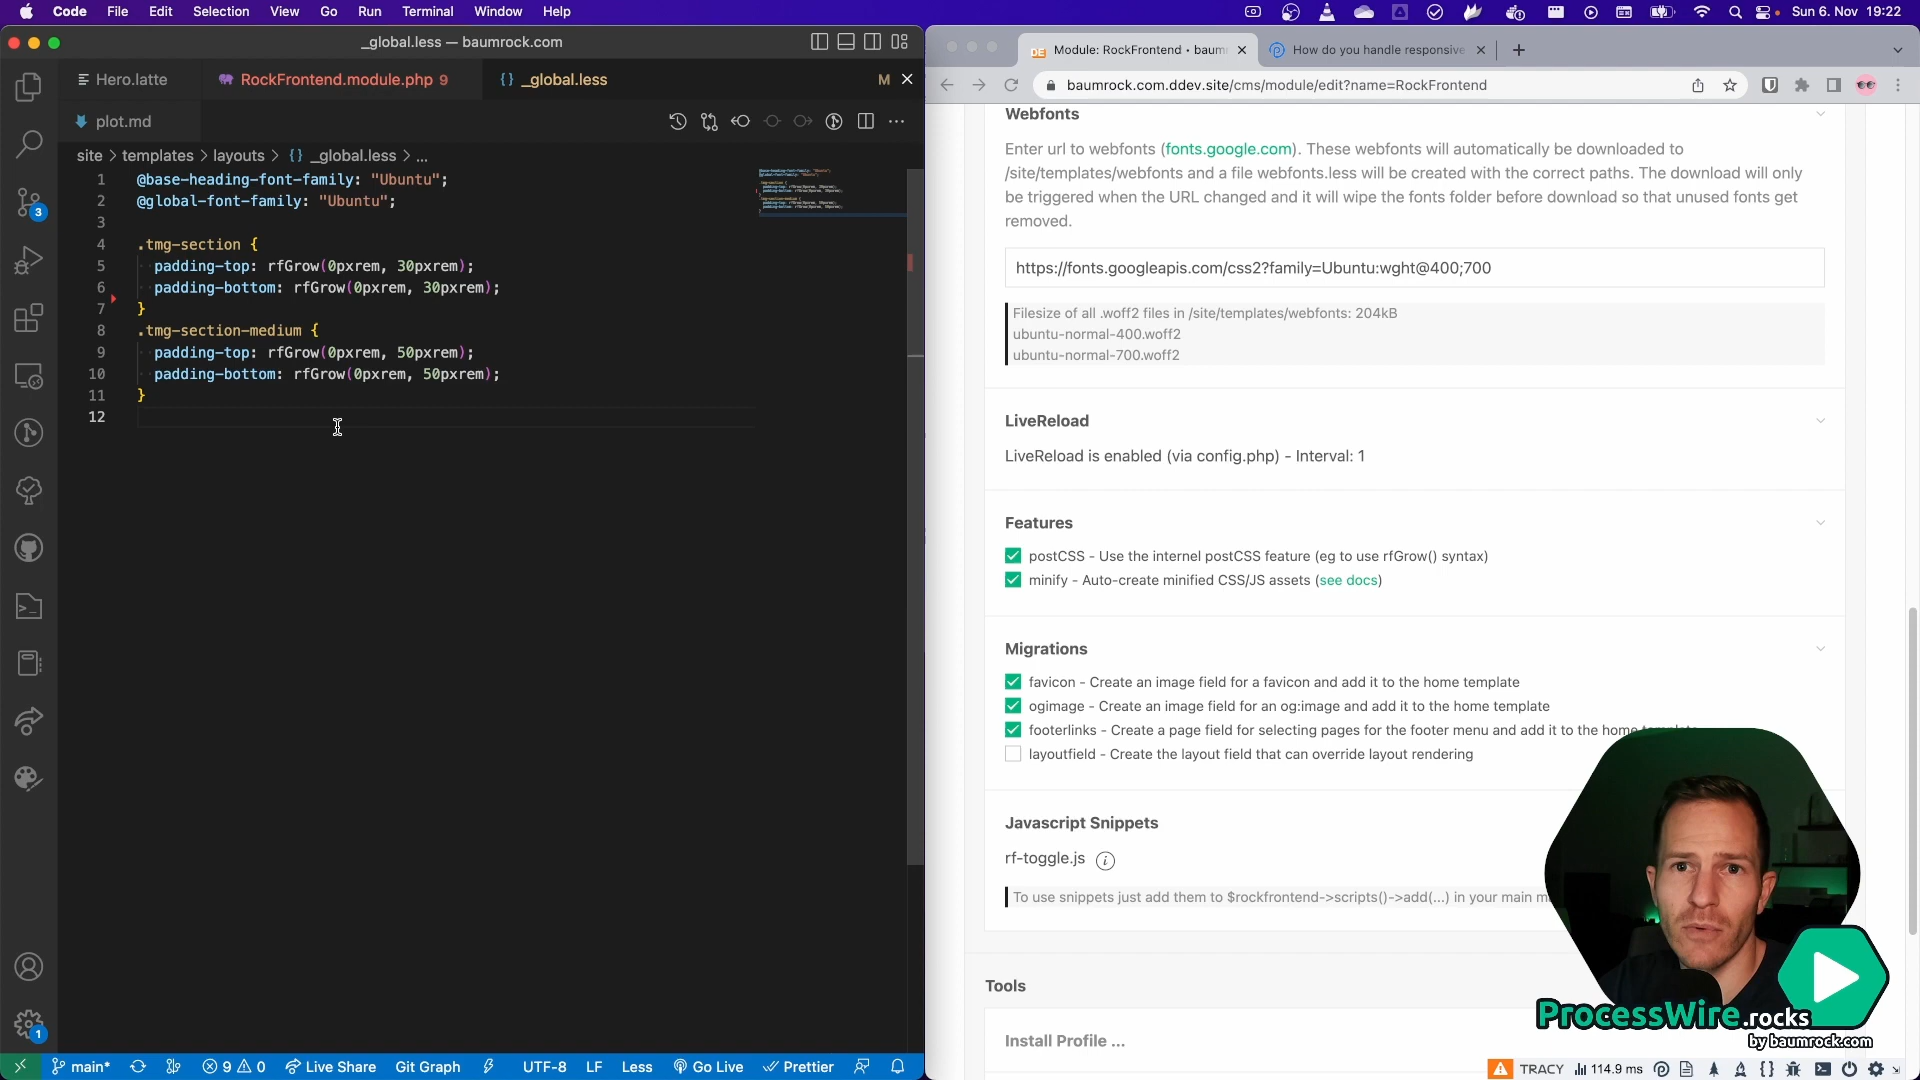 Code File Edit Selection View Go Run Terminal Window Help
Sun 6. Nov 19:22
_global.less — baumrock.com
Hero.latte
RockFrontend.module.php 9
{} _global.less
M
plot.md
site > templates > layouts > {} _global.less > ...
1 @base-heading-font-family: "Ubuntu";
2 @global-font-family: "Ubuntu";
3
4 .tmg-section {
5 padding-top: rfGrow(0pxrem, 30pxrem);
6 padding-bottom: rfGrow(0pxrem, 30pxrem);
7 }
8 .tmg-section-medium {
9 padding-top: rfGrow(0pxrem, 50pxrem);
10 padding-bottom: rfGrow(0pxrem, 50pxrem);
11 }
12
3
1
main*
9
0
Live Share
Git Graph
UTF-8
LF
Less
Go Live
Prettier
Module: RockFrontend • baum
How do you handle responsive
baumrock.com.ddev.site/cms/module/edit?name=RockFrontend
Webfonts
Enter url to webfonts (fonts.google.com). These webfonts will automatically be downloaded to
/site/templates/webfonts and a file webfonts.less will be created with the correct paths. The download will only
be triggered when the URL changed and it will wipe the fonts folder before download so that unused fonts get
removed.
https://fonts.googleapis.com/css2?family=Ubuntu:wght@400;700
Filesize of all .woff2 files in /site/templates/webfonts: 204kB
ubuntu-normal-400.woff2
ubuntu-normal-700.woff2
LiveReload
LiveReload is enabled (via config.php) - Interval: 1
Features
postCSS - Use the internal postCSS feature (eg to use rfGrow() syntax)
minify - Auto-create minified CSS/JS assets (see docs)
Migrations
favicon - Create an image field for a favicon and add it to the home template
ogimage - Create an image field for an og:image and add it to the home template
footerlinks - Create a page field for selecting pages for the footer menu and add it to the home
layoutfield - Create the layout field that can override layout rendering
Javascript Snippets
rf-toggle.js
To use snippets just add them to $rockfrontend->scripts()->add(...) in your main
Tools
Install Profile ...
ProcessWire.rocks
by baumrock.com
TRACY
114.9 ms